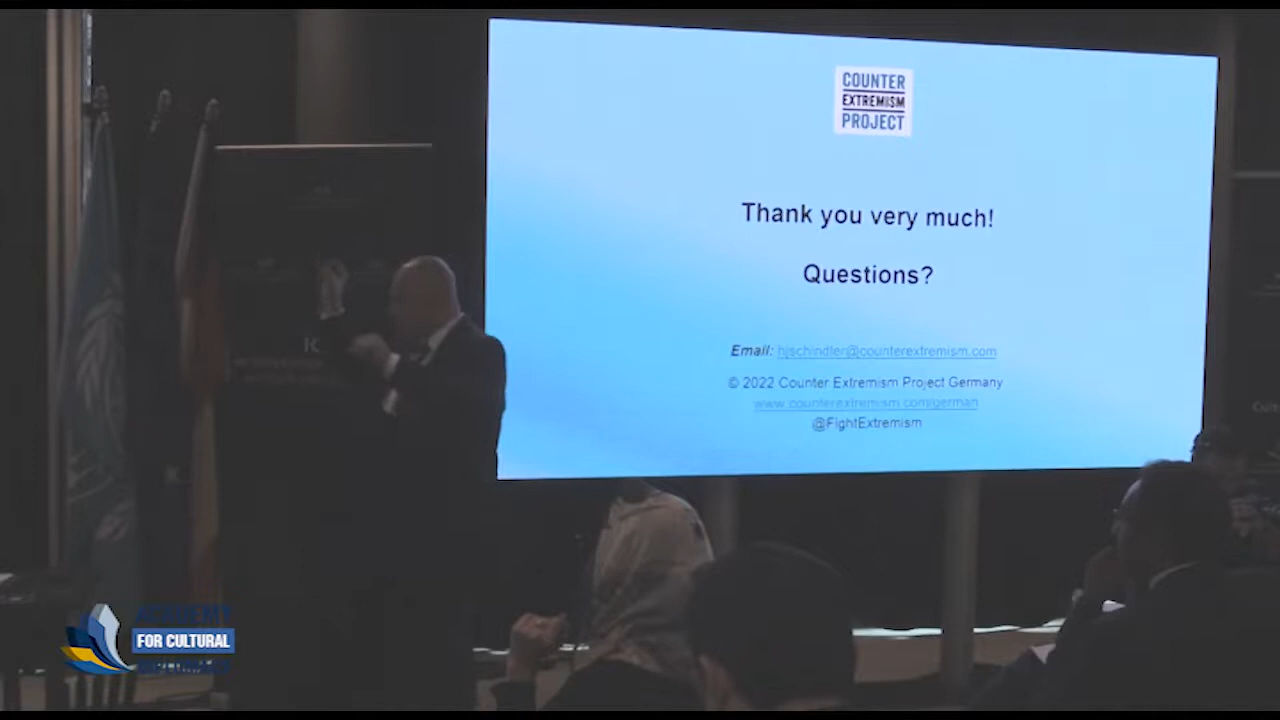 COUNTER
EXTREMISM
PROJECT
Thank you very much!
Questions?
Email: hjschindler@counterextremism.com
© 2022 Counter Extremism Project Germany
www.counterextremism.com/german
@FightExtremism
ACADEMY
FOR CULTURAL